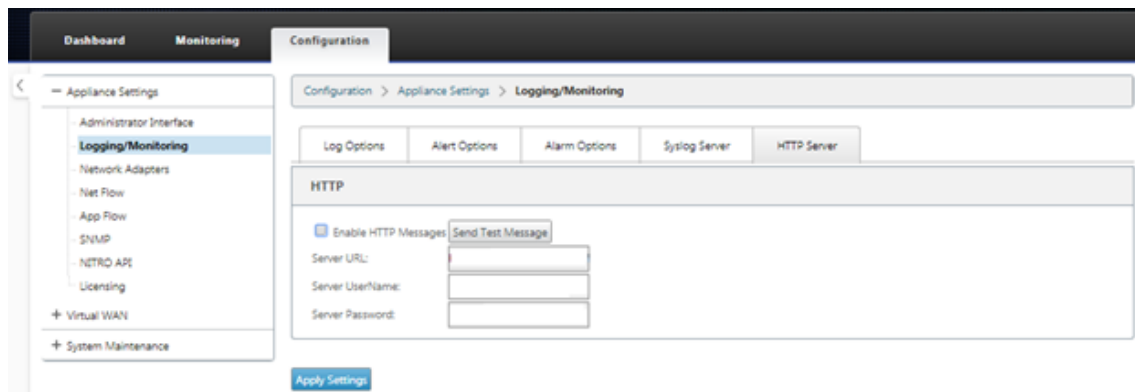 Dashboard Monitoring Configuration
− Appliance Settings
Administrator Interface
Logging/Monitoring
Network Adapters
Net Flow
App Flow
SNMP
NITRO API
Licensing
+ Virtual WAN
+ System Maintenance
Configuration > Appliance Settings > Logging/Monitoring
Log Options Alert Options Alarm Options Syslog Server HTTP Server
HTTP
Enable HTTP Messages Send Test Message
Server URL:
Server UserName:
Server Password:
Apply Settings